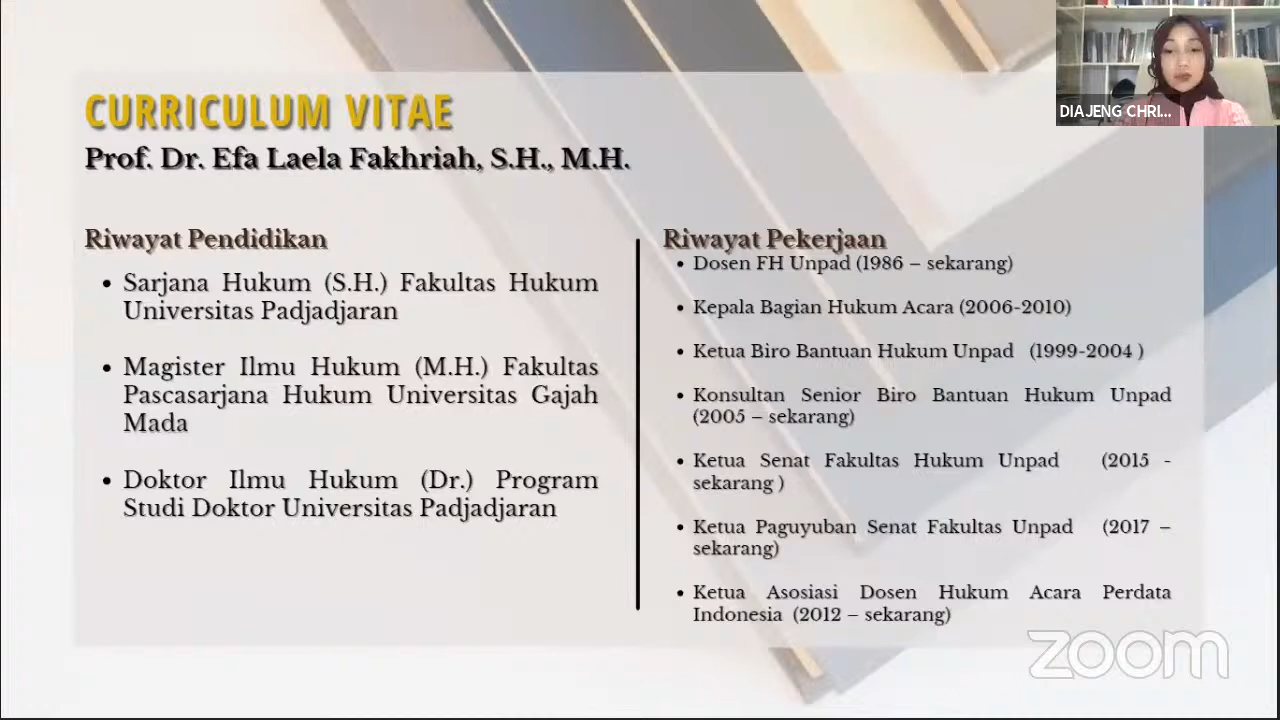 CURRICULUM VITAE
Prof. Dr. Efa Laela Fakhriah, S.H., M.H.
Riwayat Pendidikan
• Sarjana Hukum (S.H.) Fakultas Hukum
Universitas Padjadjaran
• Magister Ilmu Hukum (M.H.) Fakultas
Pascasarjana Hukum Universitas Gajah
Mada
• Doktor Ilmu Hukum (Dr.) Program
Studi Doktor Universitas Padjadjaran
Riwayat Pekerjaan
• Dosen FH Unpad (1986 – sekarang)
• Kepala Bagian Hukum Acara (2006-2010)
• Ketua Biro Bantuan Hukum Unpad (1999-2004 )
• Konsultan Senior Biro Bantuan Hukum Unpad
(2005 – sekarang)
• Ketua Senat Fakultas Hukum Unpad (2015 -
sekarang )
• Ketua Paguyuban Senat Fakultas Unpad (2017 –
sekarang)
• Ketua Asosiasi Dosen Hukum Acara Perdata
Indonesia (2012 – sekarang)
DIAJENG CHRI...
zoom